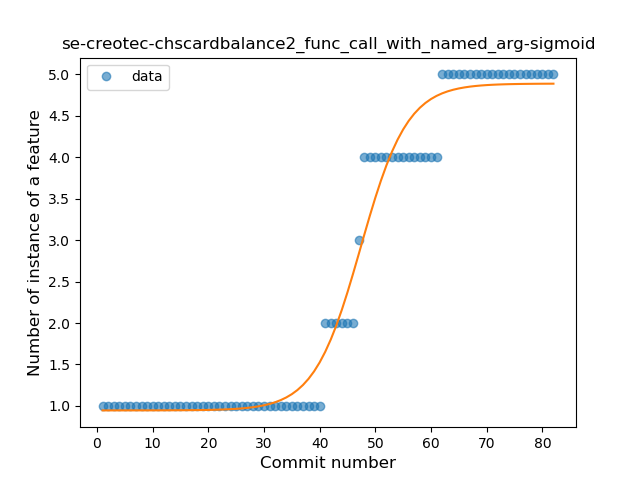 se-creotec-chscardbalance2_func_call_with_named_arg-sigmoid
data
5.0
4.5
4.0
3.5
3.0
2.5
2.0
1.5
1.0
Number of instance of a feature
0 10 20 30 40 50 60 70 80
Commit number